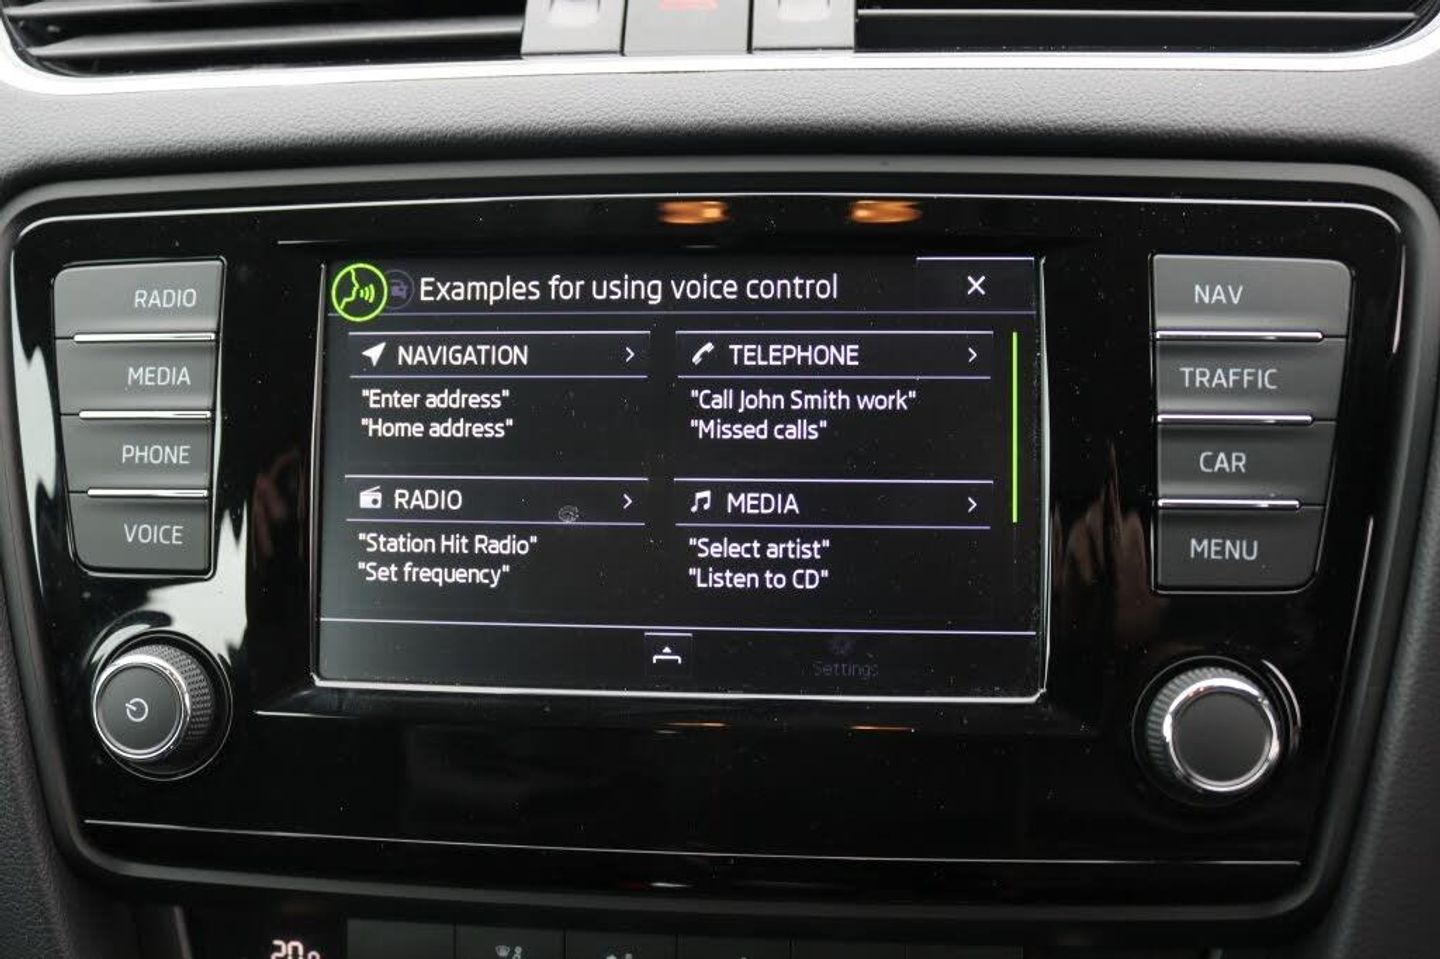 Examples for using voice control
NAVIGATION
"Enter address"
"Home address"
TELEPHONE
"Call John Smith work"
"Missed calls"
RADIO
"Station Hit Radio"
"Set frequency"
MEDIA
"Select artist"
"Listen to CD"
Settings
RADIO
MEDIA
PHONE
VOICE
NAV
TRAFFIC
CAR
MENU